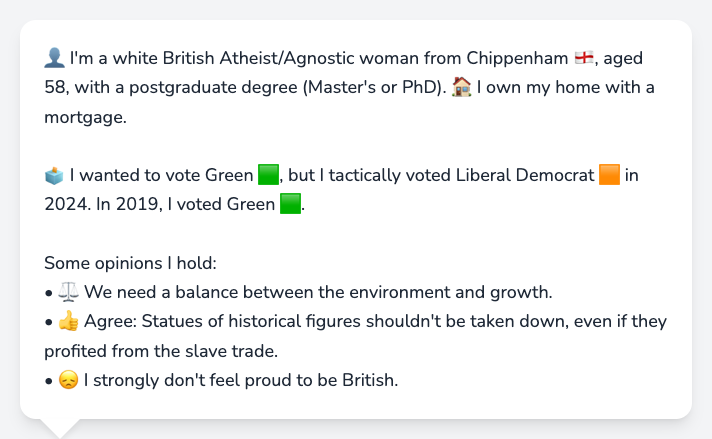 👤 I'm a white British Atheist/Agnostic woman from Chippenham 🏴󠁧󠁢󠁥󠁮󠁧󠁿, aged
58, with a postgraduate degree (Master's or PhD). 🏠 I own my home with a
mortgage.
🗳️ I wanted to vote Green 🟩, but I tactically voted Liberal Democrat 🟧 in
2024. In 2019, I voted Green 🟩.
Some opinions I hold:
• ⚖️ We need a balance between the environment and growth.
• 👍 Agree: Statues of historical figures shouldn't be taken down, even if they
profited from the slave trade.
• 😞 I strongly don't feel proud to be British.